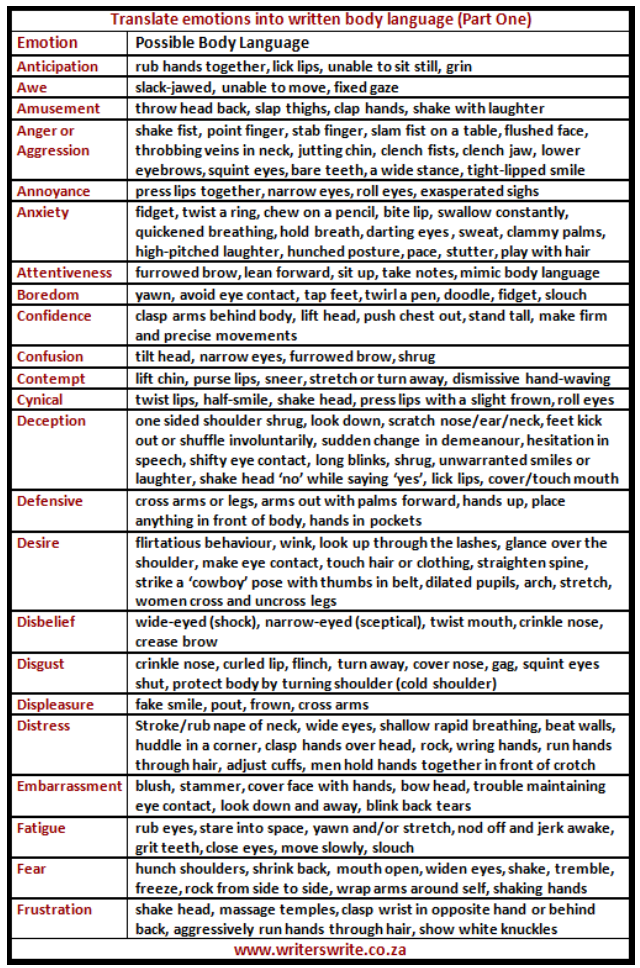 Translate emotions into written body language (Part One)
Emotion Possible Body Language
Anticipation rub hands together, lick lips, unable to sit still, grin
Awe slack-jawed, unable to move, fixed gaze
Amusement throw head back, slap thighs, clap hands, shake with laughter
Anger or shake fist, point finger, stab finger, slam fist on a table, flushed face,
Aggression throbbing veins in neck, jutting chin, clench fists, clench jaw, lower
eyebrows, squint eyes, bare teeth, a wide stance, tight-lipped smile
Annoyance press lips together, narrow eyes, roll eyes, exasperated sighs
Anxiety fidget, twist a ring, chew on a pencil, bite lip, swallow constantly,
quickened breathing, hold breath, darting eyes , sweat, clammy palms,
high-pitched laughter, hunched posture, pace, stutter, play with hair
Attentiveness furrowed brow, lean forward, sit up, take notes, mimic body language
Boredom yawn, avoid eye contact, tap feet, twirl a pen, doodle, fidget, slouch
Confidence clasp arms behind body, lift head, push chest out, stand tall, make firm
and precise movements
Confusion tilt head, narrow eyes, furrowed brow, shrug
Contempt lift chin, purse lips, sneer, stretch or turn away, dismissive hand-waving
Cynical twist lips, half-smile, shake head, press lips with a slight frown, roll eyes
Deception one sided shoulder shrug, look down, scratch nose/ear/neck, feet kick
out or shuffle involuntarily, sudden change in demeanour, hesitation in
speech, shifty eye contact, long blinks, shrug, unwarranted smiles or
laughter, shake head ‘no’ while saying ‘yes’, lick lips, cover/touch mouth
Defensive cross arms or legs, arms out with palms forward, hands up, place
anything in front of body, hands in pockets
Desire flirtatious behaviour, wink, look up through the lashes, glance over the
shoulder, make eye contact, touch hair or clothing, straighten spine,
strike a ‘cowboy’ pose with thumbs in belt, dilated pupils, arch, stretch,
women cross and uncross legs
Disbelief wide-eyed (shock), narrow-eyed (sceptical), twist mouth, crinkle nose,
crease brow
Disgust crinkle nose, curled lip, flinch, turn away, cover nose, gag, squint eyes
shut, protect body by turning shoulder (cold shoulder)
Displeasure fake smile, pout, frown, cross arms
Distress Stroke/rub nape of neck, wide eyes, shallow rapid breathing, beat walls,
huddle in a corner, clasp hands over head, rock, wring hands, run hands
through hair, adjust cuffs, men hold hands together in front of crotch
Embarrassment blush, stammer, cover face with hands, bow head, trouble maintaining
eye contact, look down and away, blink back tears
Fatigue rub eyes, stare into space, yawn and/or stretch, nod off and jerk awake,
grit teeth, close eyes, move slowly, slouch
Fear hunch shoulders, shrink back, mouth open, widen eyes, shake, tremble,
freeze, rock from side to side, wrap arms around self, shaking hands
Frustration shake head, massage temples, clasp wrist in opposite hand or behind
back, aggressively run hands through hair, show white knuckles
www.writerswrite.co.za